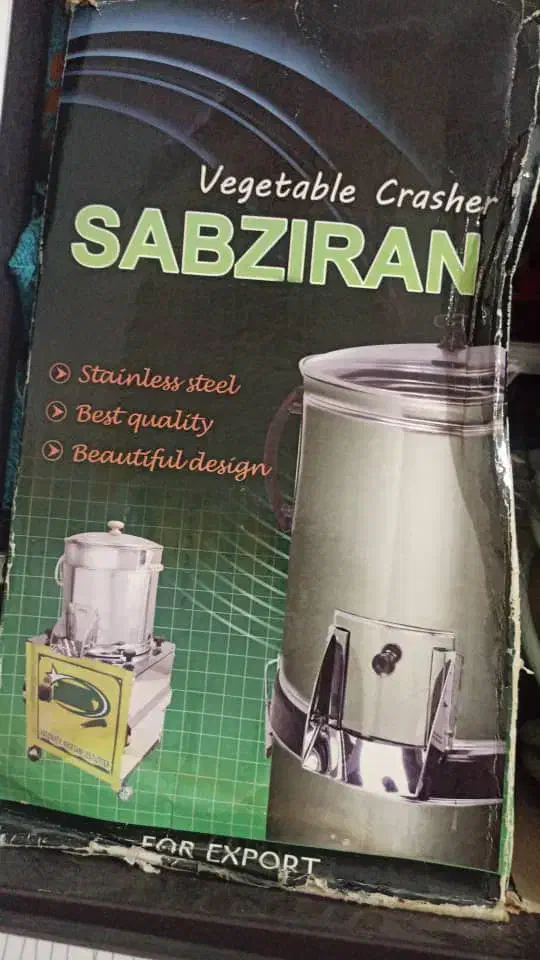 Vegetable Crasher
SABZIRAN
Stainless steel
Best quality
Beautiful design
FOR EXPORT